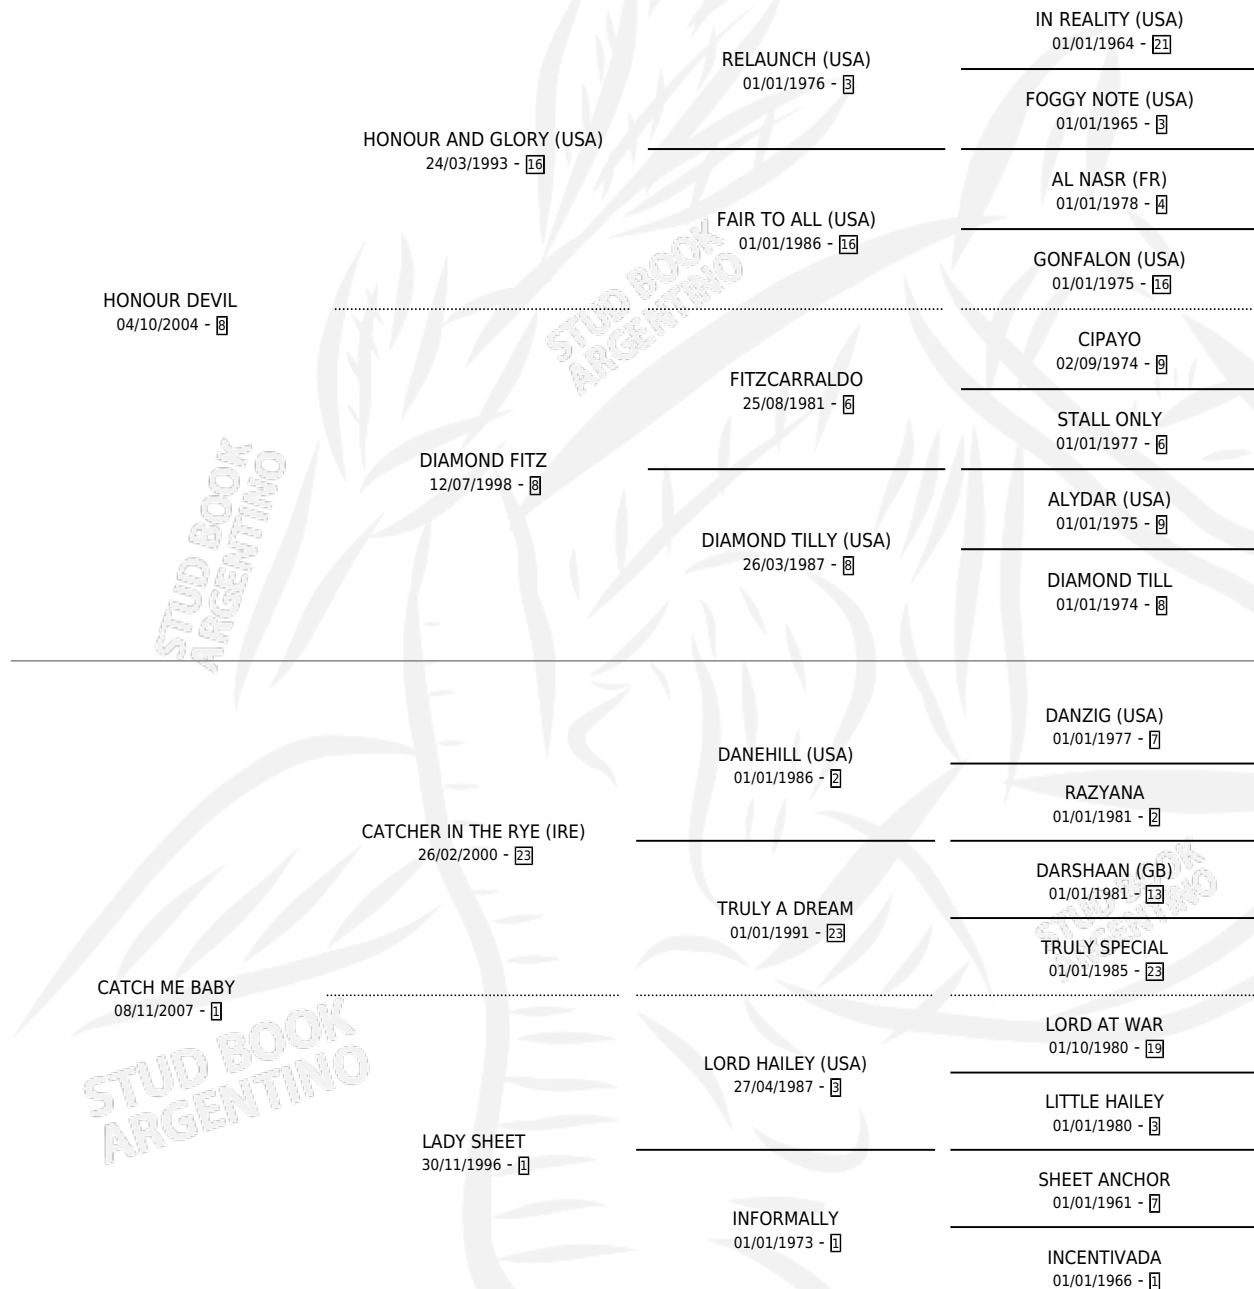 IN REALITY (USA)
01/01/1964 - 21
RELAUNCH (USA)
01/01/1976 - 3
FOGGY NOTE (USA)
01/01/1965 - 3
HONOUR AND GLORY (USA)
24/03/1993 - 16
AL NASR (FR)
01/01/1978 - 4
FAIR TO ALL (USA)
01/01/1986 - 16
GONFALON (USA)
01/01/1975 - 16
HONOUR DEVIL
04/10/2004 - 8
CIPAYO
02/09/1974 - 9
FITZCARRALDO
25/08/1981 - 6
STALL ONLY
01/01/1977 - 6
DIAMOND FITZ
12/07/1998 - 8
ALYDAR (USA)
01/01/1975 - 9
DIAMOND TILLY (USA)
26/03/1987 - 8
DIAMOND TILL
01/01/1974 - 8
DANZIG (USA)
01/01/1977 - 7
DANEHILL (USA)
01/01/1986 - 2
RAZYANA
01/01/1981 - 2
CATCHER IN THE RYE (IRE)
26/02/2000 - 23
DARSHAAN (GB)
01/01/1981 - 13
TRULY A DREAM
01/01/1991 - 23
TRULY SPECIAL
01/01/1985 - 23
CATCH ME BABY
08/11/2007 - 1
LORD AT WAR
01/10/1980 - 19
LORD HAILEY (USA)
27/04/1987 - 3
LITTLE HAILEY
01/01/1980 - 3
LADY SHEET
30/11/1996 - 1
SHEET ANCHOR
01/01/1961 - 7
INFORMALLY
01/01/1973 - 1
INCENTIVADA
01/01/1966 - 1
STUD BOOK
ARGENTINO
STUD BOOK
ARGENTINO
STUD BOOK
ARGENTINO
STUD BOOK
ARGENTINO